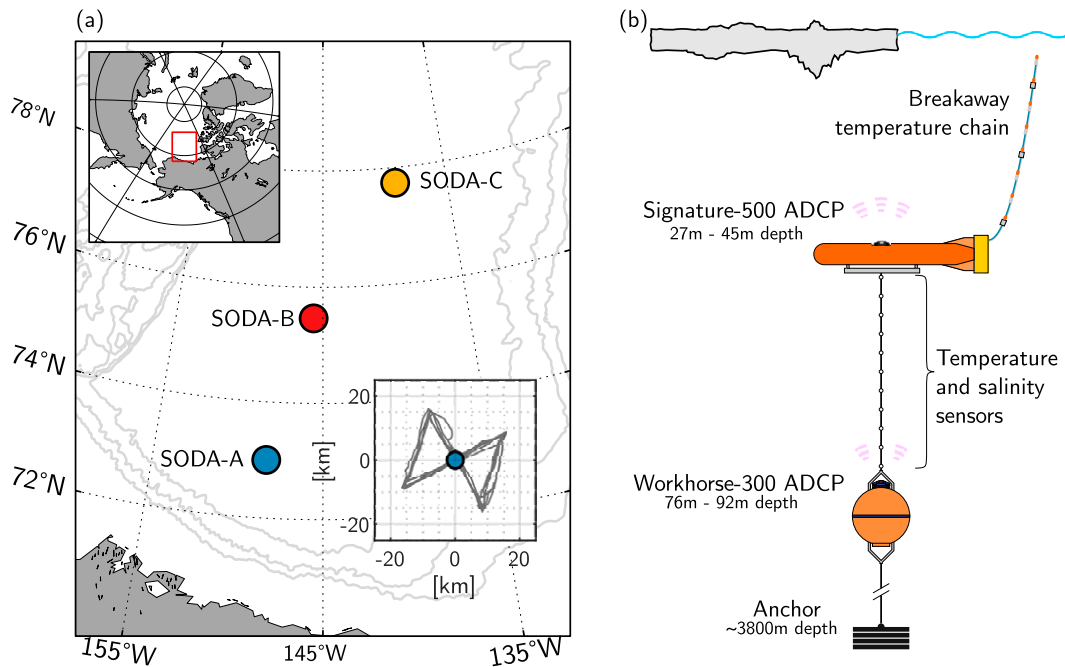 (a)
78°N
76°N
74°N
72°N
155°W
145°W
135°W
SODA-C
SODA-B
SODA-A
[km]
20
0
-20
-20
0
20
[km]
(b)
Breakaway
temperature chain
Signature-500 ADCP
27m - 45m depth
Temperature
and salinity
sensors
Workhorse-300 ADCP
76m - 92m depth
Anchor
~3800m depth